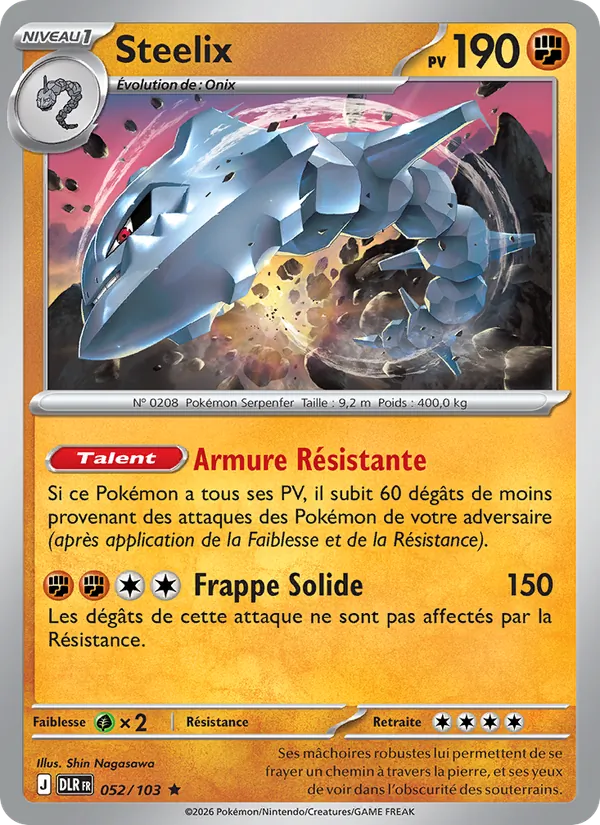 NIVEAU 1
Steelix
PV 190
Évolution de : Onix
N° 0208 Pokémon Serpenfer Taille : 9,2 m Poids : 400,0 kg
Talent Armure Résistante
Si ce Pokémon a tous ses PV, il subit 60 dégâts de moins
provenant des attaques des Pokémon de votre adversaire
(après application de la Faiblesse et de la Résistance).
Frappe Solide 150
Les dégâts de cette attaque ne sont pas affectés par la
Résistance.
Faiblesse × 2 Résistance Retraite
Illus. Shin Nagasawa
J DLR FR 052/103 ★
Ses mâchoires robustes lui permettent de se
frayer un chemin à travers la pierre, et ses yeux
de voir dans l'obscurité des souterrains.
©2026 Pokémon/Nintendo/Creatures/GAME FREAK